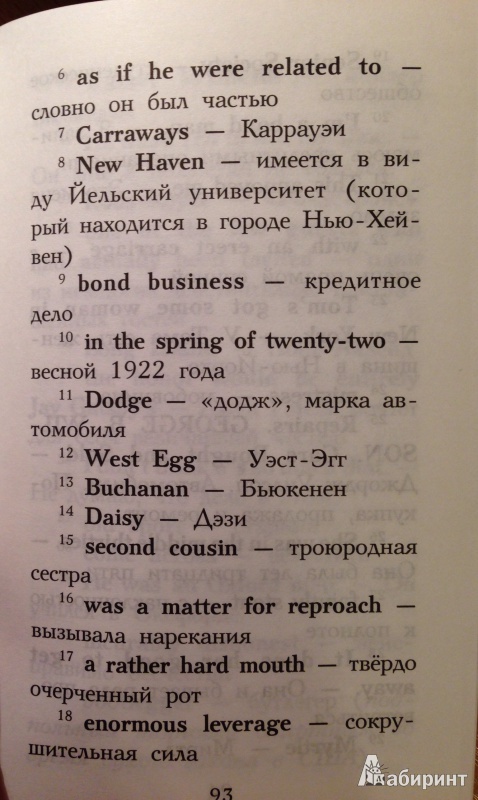 ⁶ as if he were related to —
словно он был частью
⁷ Carraways — Каррауэи
⁸ New Haven — имеется в ви-
ду Йельский университет (кото-
рый находится в городе Нью-Хей-
вен)
⁹ bond business — кредитное
дело
¹⁰ in the spring of twenty-two —
весной 1922 года
¹¹ Dodge — «додж», марка ав-
томобиля
¹² West Egg — Уэст-Эгг
¹³ Buchanan — Бьюкенен
¹⁴ Daisy — Дэзи
¹⁵ second cousin — троюродная
сестра
¹⁶ was a matter for reproach —
вызывала нарекания
¹⁷ a rather hard mouth — твёрдо
очерченный рот
¹⁸ enormous leverage — сокру-
шительная сила
93
Лабиринт